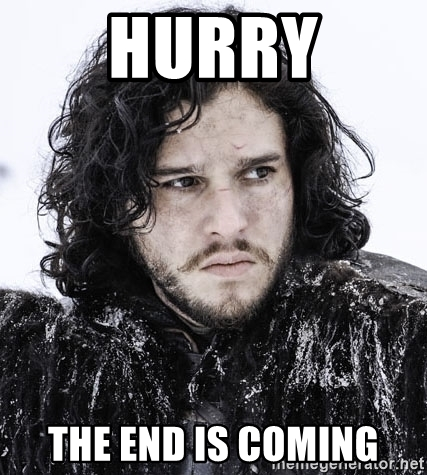 HURRY
THE END IS COMING
memegenerator.net